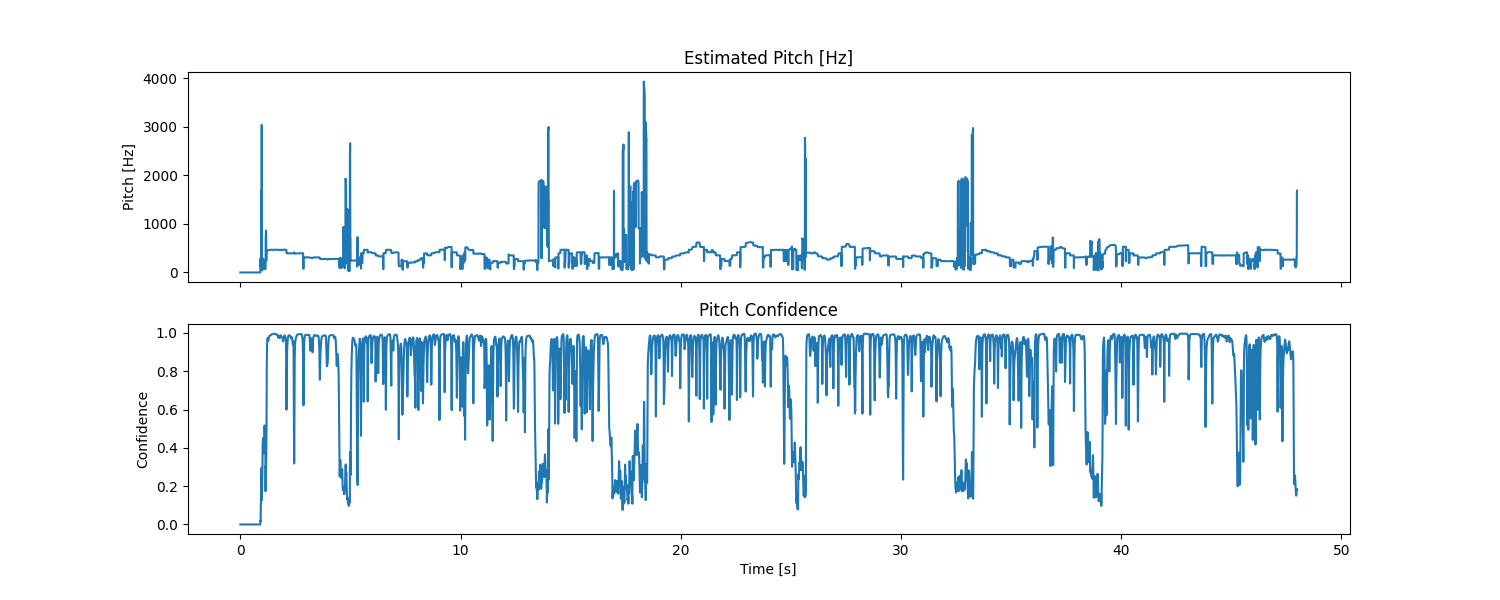 Estimated Pitch [Hz]
4000
3000
2000
1000
0
Pitch [Hz]
Pitch Confidence
1.0
0.8
0.6
0.4
0.2
0.0
Confidence
0 10 20 30 40 50
Time [s]